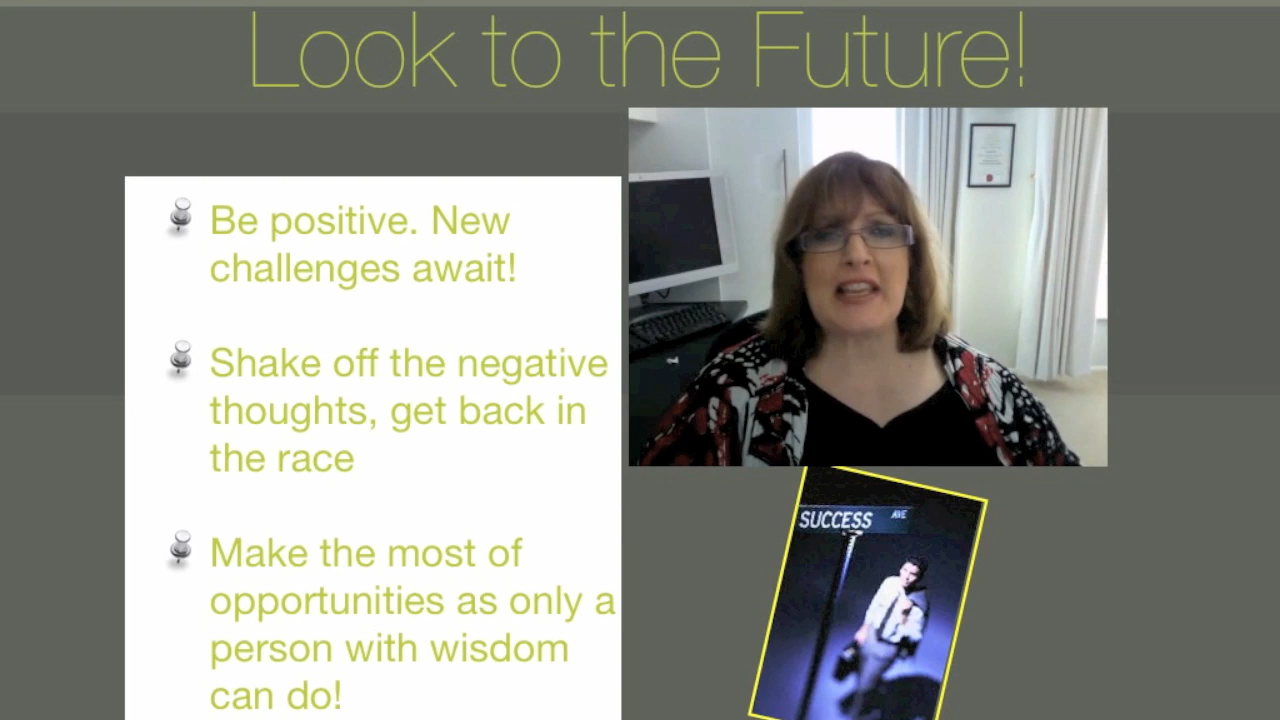 Look to the Future!
Be positive. New
challenges await!
Shake off the negative
thoughts, get back in
the race
Make the most of
opportunities as only a
person with wisdom
can do!
SUCCESS AVE